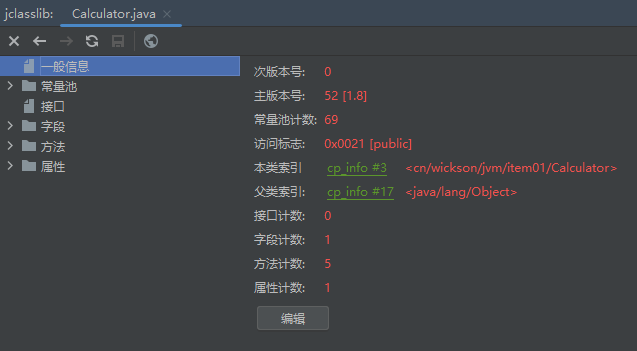 jclasslib: Calculator.java
一般信息
常量池
接口
字段
方法
属性
次版本号: 0
主版本号: 52 [1.8]
常量池计数: 69
访问标志: 0x0021 [public]
本类索引 cp_info #3 <cn/wickson/jvm/item01/Calculator>
父类索引: cp_info #17 <java/lang/Object>
接口计数: 0
字段计数: 1
方法计数: 5
属性计数: 1
编辑